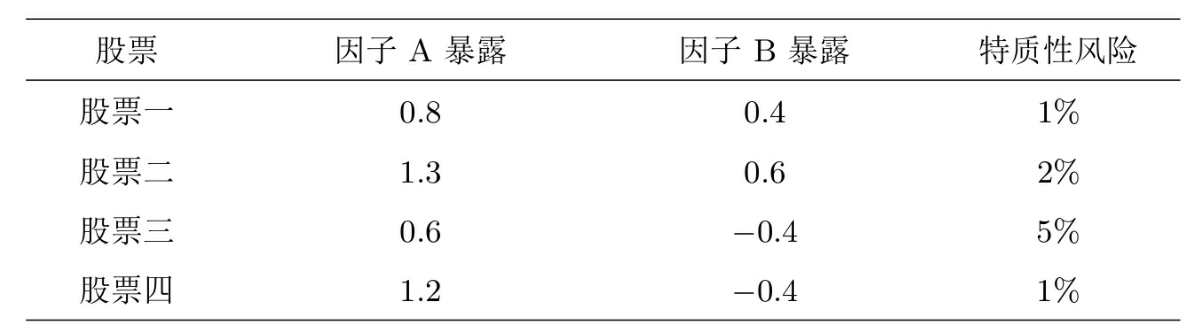 股票 因子 A 暴露 因子 B 暴露 特质性风险
股票一 0.8 0.4 1%
股票二 1.3 0.6 2%
股票三 0.6 −0.4 5%
股票四 1.2 −0.4 1%